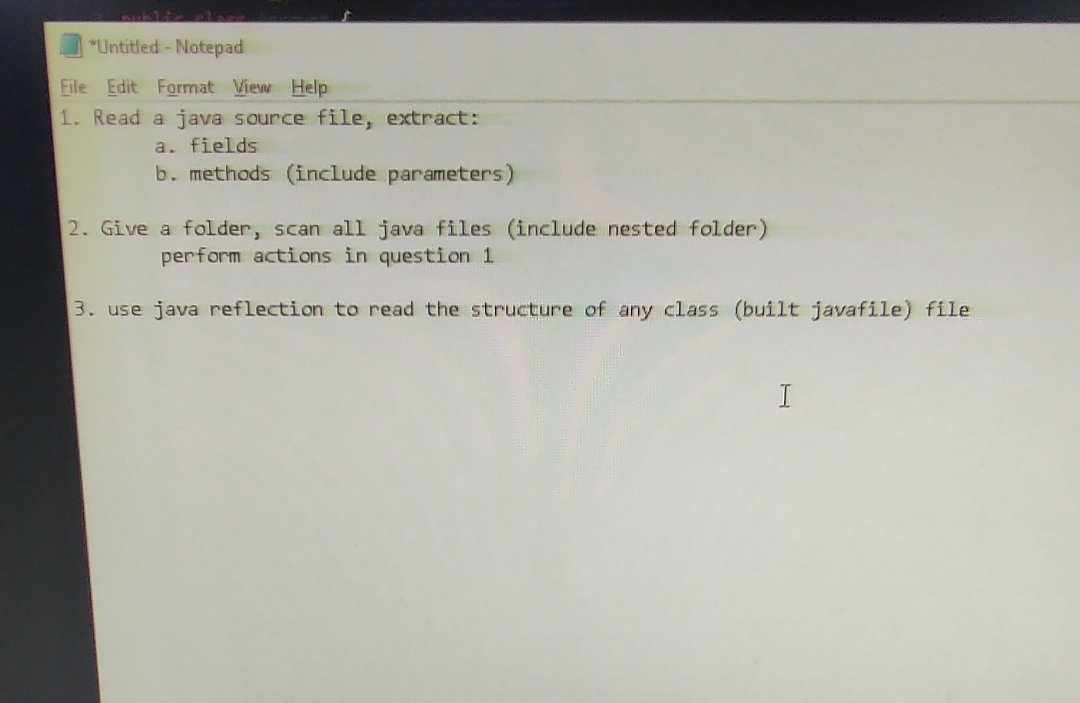 public class
*Untitled - Notepad
File Edit Format View Help
1. Read a java source file, extract:
a. fields
b. methods (include parameters)
2. Give a folder, scan all java files (include nested folder)
perform actions in question 1
3. use java reflection to read the structure of any class (built javafile) file